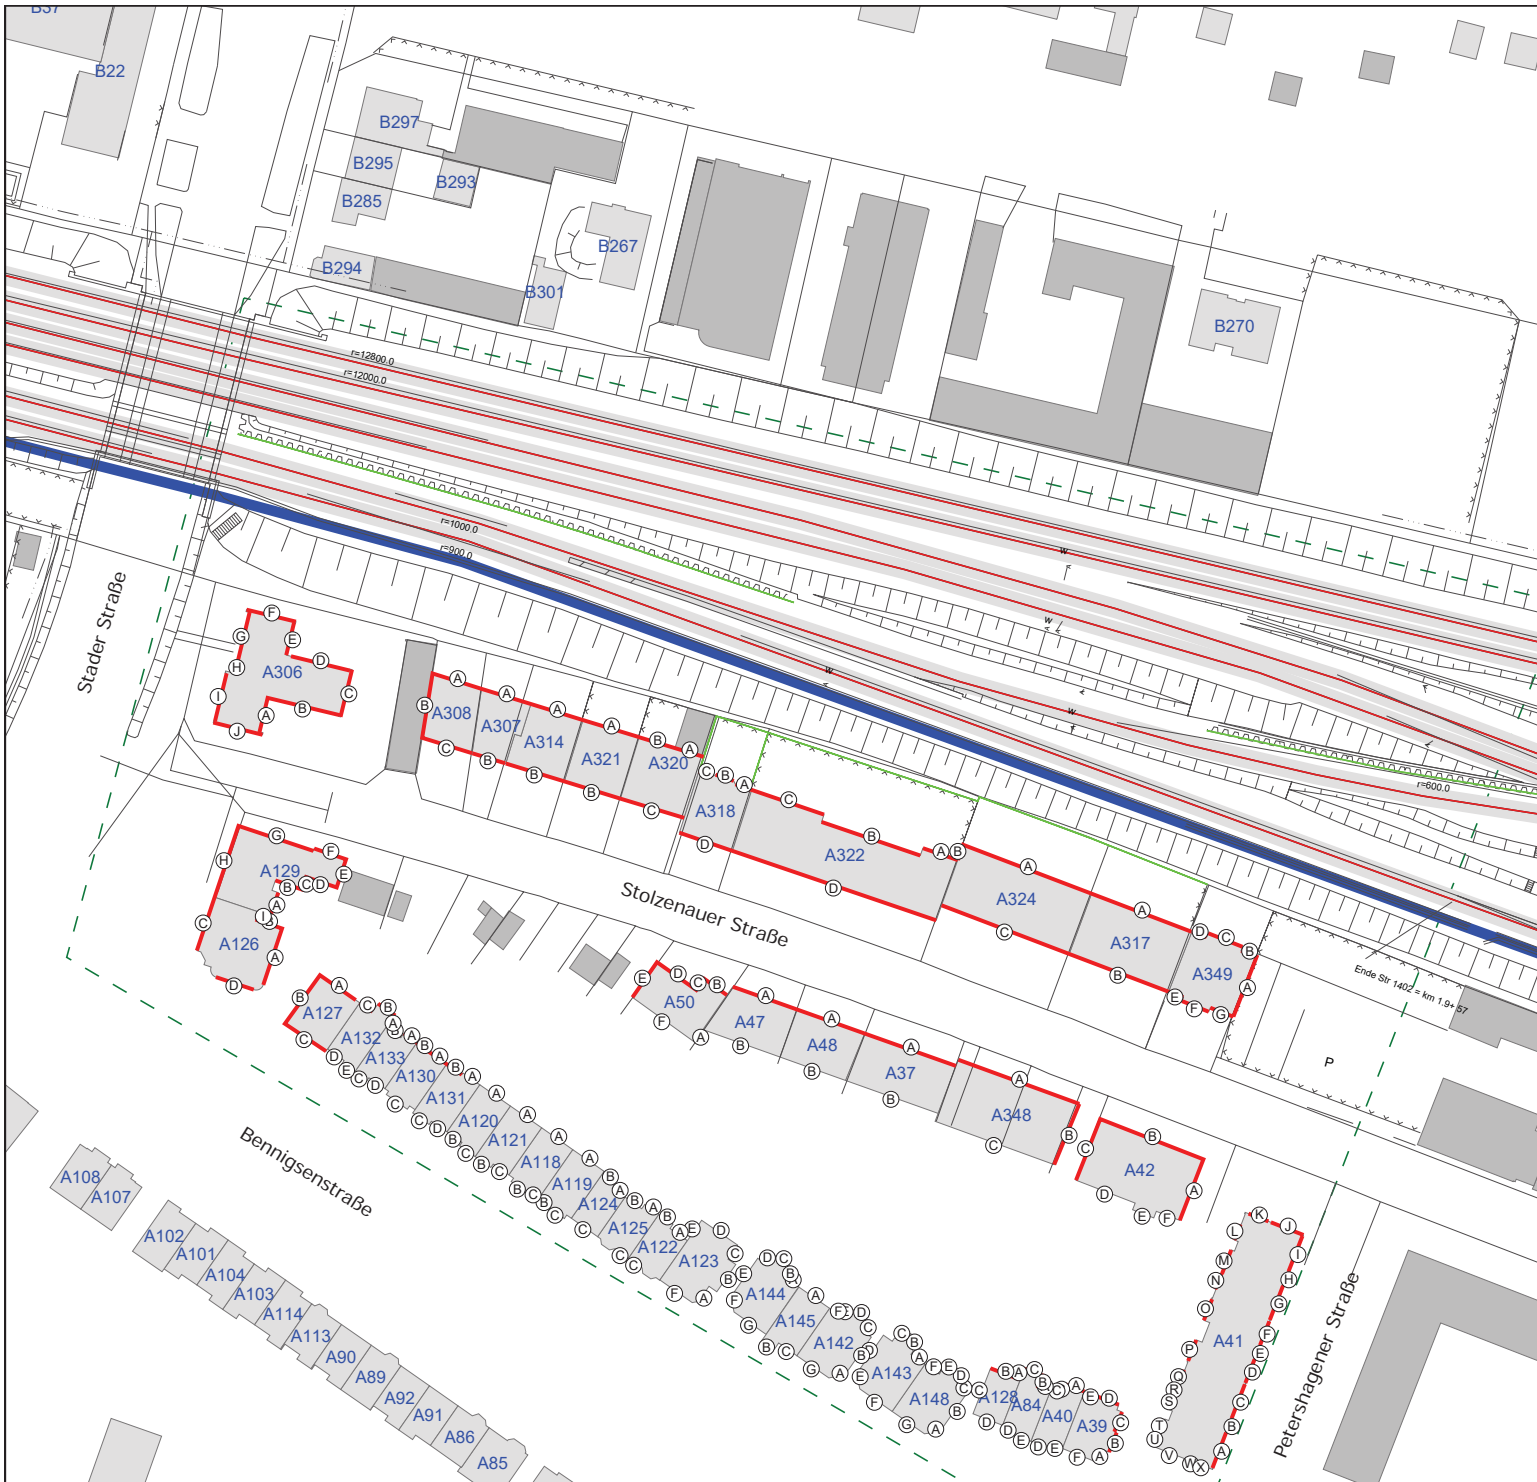 B37
B22
B297
B295
B293
B285
B267
B294
B301
B270
r=12800.0
r=12000.0
r=1000.0
r=900.0
w
w
w
w
r=600.0
Stader Straße
F
G
E
D
H
A306
C
I
B
A
J
A
A
A
A
B
A
B
A308
A307
A314
A321
A320
C
B
B
B
C
C
B
A
A318
D
C
B
A
B
A322
D
A
A324
C
A
A317
B
D
C
B
A349
A
E
F
G
Ende Str 1402 = km 1.9+57
P
G
F
H
A129
E
B
C
D
A
I
B
C
A126
A
D
Stolzenauer Straße
E
D
C
B
A50
F
A
A
A47
B
A
A48
B
A
A37
B
A
A348
B
C
B
C
A42
A
D
E
F
A
B
A127
C
C
B
A
B
A132
D
E
A
B
A133
C
D
A
B
A130
C
A
A131
C
D
A
A120
B
C
A
A121
B
C
A
A118
B
C
A
B
A119
B
C
A
B
A124
C
A
B
A125
C
A
A122
C
E
D
C
A123
B
F
A
Bennigsenstraße
A108
A107
A102
A101
A104
A103
A114
A113
A90
A89
A92
A91
A86
A85
D
C
B
E
A144
F
G
A
A145
B
C
F
E
D
C
A142
B
G
A
C
B
A
D
A143
E
F
F
E
D
C
A148
B
G
A
B
A
C
A128
D
C
B
A84
D
E
C
A
A40
D
E
E
D
C
A39
B
F
A
K
J
L
I
M
H
N
G
O
F
A41
P
E
D
Q
R
S
C
T
B
U
A
V
W
X
Petershagener Straße